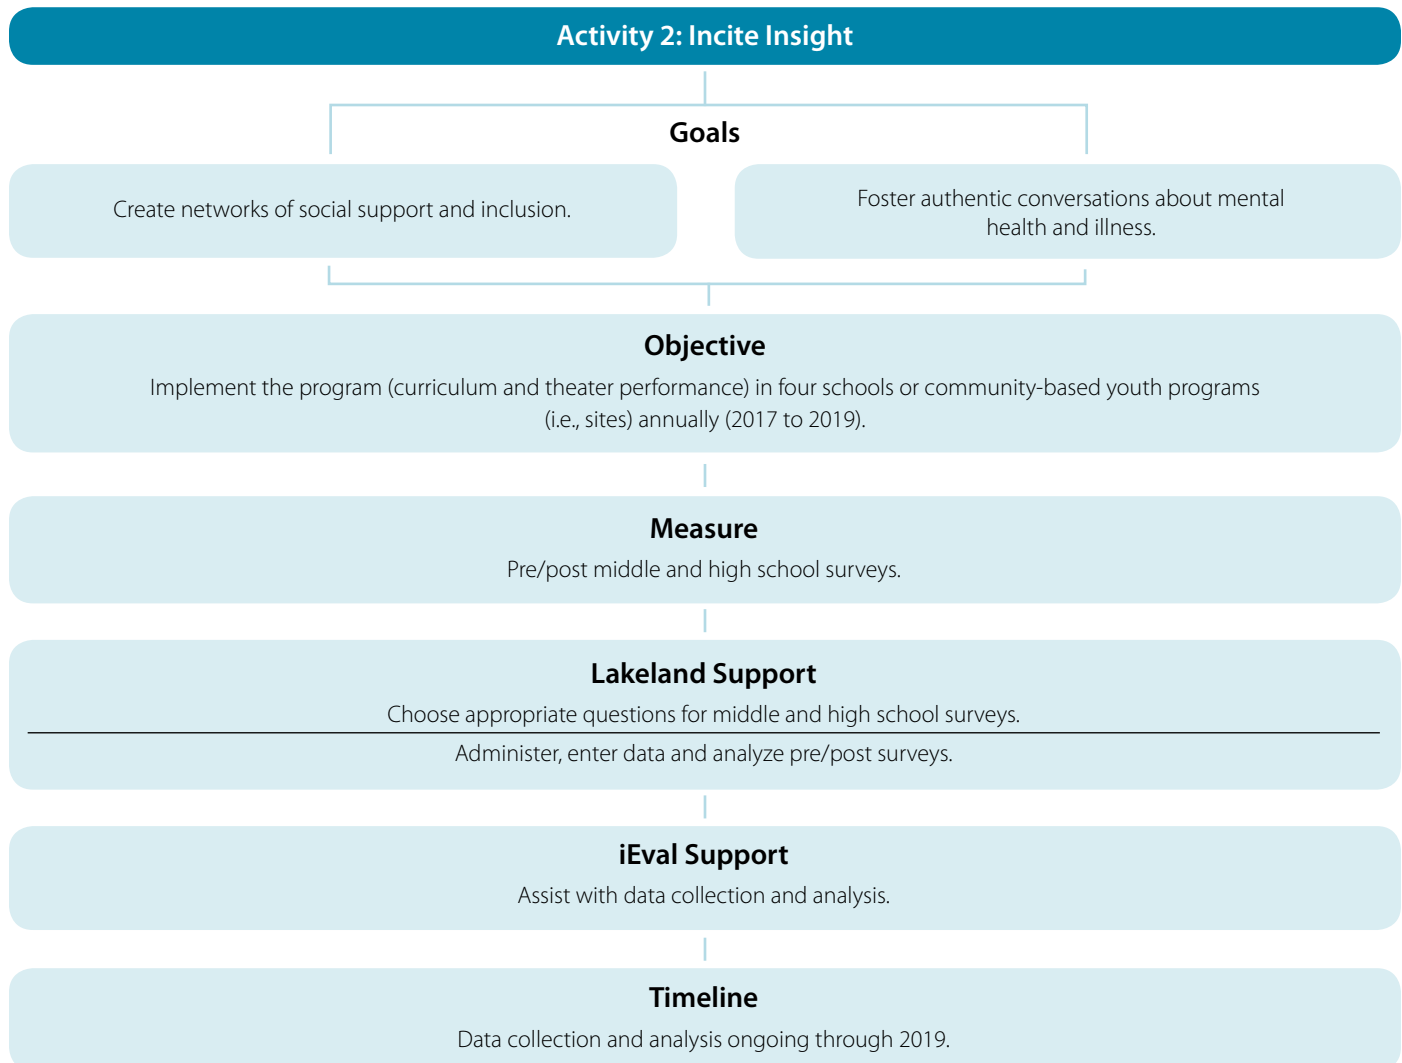 Activity 2: Incite Insight
Goals
Create networks of social support and inclusion.
Foster authentic conversations about mental
health and illness.
Objective
Implement the program (curriculum and theater performance) in four schools or community-based youth programs
(i.e., sites) annually (2017 to 2019).
Measure
Pre/post middle and high school surveys.
Lakeland Support
Choose appropriate questions for middle and high school surveys.
Administer, enter data and analyze pre/post surveys.
iEval Support
Assist with data collection and analysis.
Timeline
Data collection and analysis ongoing through 2019.